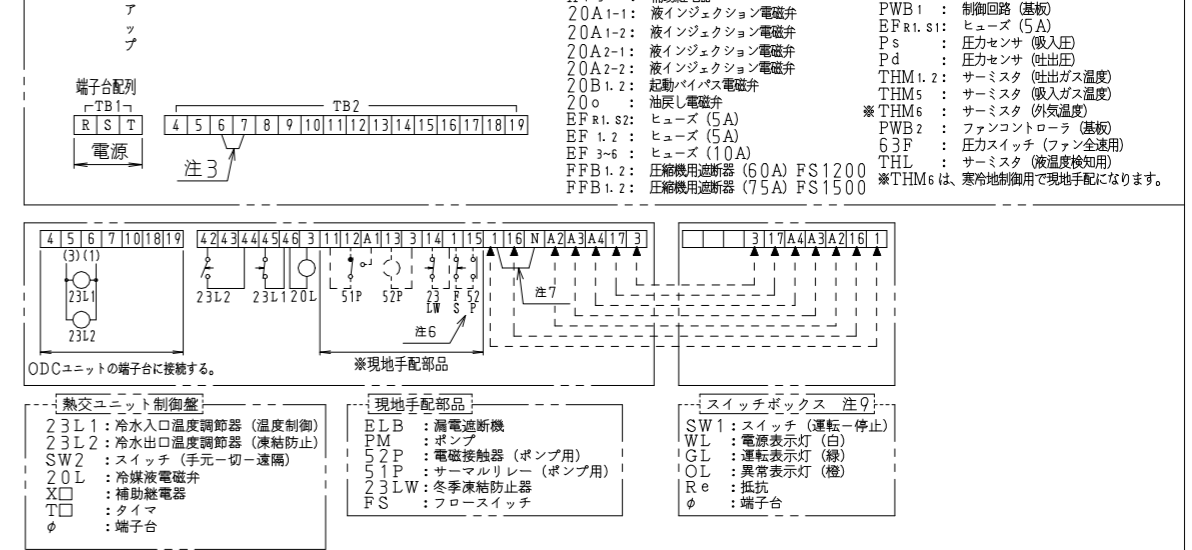 ア
ッ
プ
端子台配列
TB1
TB2
R S T
4 5 6 7 8 9 10 11 12 13 14 15 16 17 18 19
電源
注3
20A1-1: 液インジェクション電磁弁
20A1-2: 液インジェクション電磁弁
20A2-1: 液インジェクション電磁弁
20A2-2: 液インジェクション電磁弁
20B1.2: 起動バイパス電磁弁
20o : 油戻し電磁弁
EFR1.S2: ヒューズ (5A)
EF 1.2 : ヒューズ (5A)
EF 3~6 : ヒューズ (10A)
FFB1.2: 圧縮機用遮断器 (60A) FS1200
FFB1.2: 圧縮機用遮断器 (75A) FS1500
PWB1 : 制御回路 (基板)
EFR1.S1: ヒューズ (5A)
Ps : 圧力センサ (吸入圧)
Pd : 圧力センサ (吐出圧)
THM1.2: サーミスタ (吐出ガス温度)
THM5 : サーミスタ (吸入ガス温度)
※THM6 : サーミスタ (外気温度)
PWB2 : ファンコントローラ (基板)
63F : 圧力スイッチ (ファン全速用)
THL : サーミスタ (液温度検知用)
※THM6は、寒冷地制御用で現地手配になります。
4 5 6 7 10 18 19
42 43 44 45 46 3 11 12 A1 13 3 14 1 15 1 16 N A2 A3 A4 17 3
3 17 A4 A3 A2 16 1
(3)(1)
23L1
23L2
23L2
23L1
20L
51P
52P
23
LW
F
S
52
P
注7
注6
※現地手配部品
ODCユニットの端子台に接続する。
熱交ユニット制御盤
23L1:冷水入口温度調節器 (温度制御)
23L2:冷水出口温度調節器 (凍結防止)
SW2 :スイッチ (手元−切−遠隔)
20L :冷媒液電磁弁
X□ :補助継電器
T□ :タイマ
φ :端子台
現地手配部品
ELB :漏電遮断機
PM :ポンプ
52P :電磁接触器 (ポンプ用)
51P :サーマルリレー (ポンプ用)
23LW:冬季凍結防止器
FS :フロースイッチ
スイッチボックス 注9
SW1:スイッチ (運転−停止)
WL :電源表示灯 (白)
GL :運転表示灯 (緑)
OL :異常表示灯 (橙)
Re :抵抗
φ :端子台